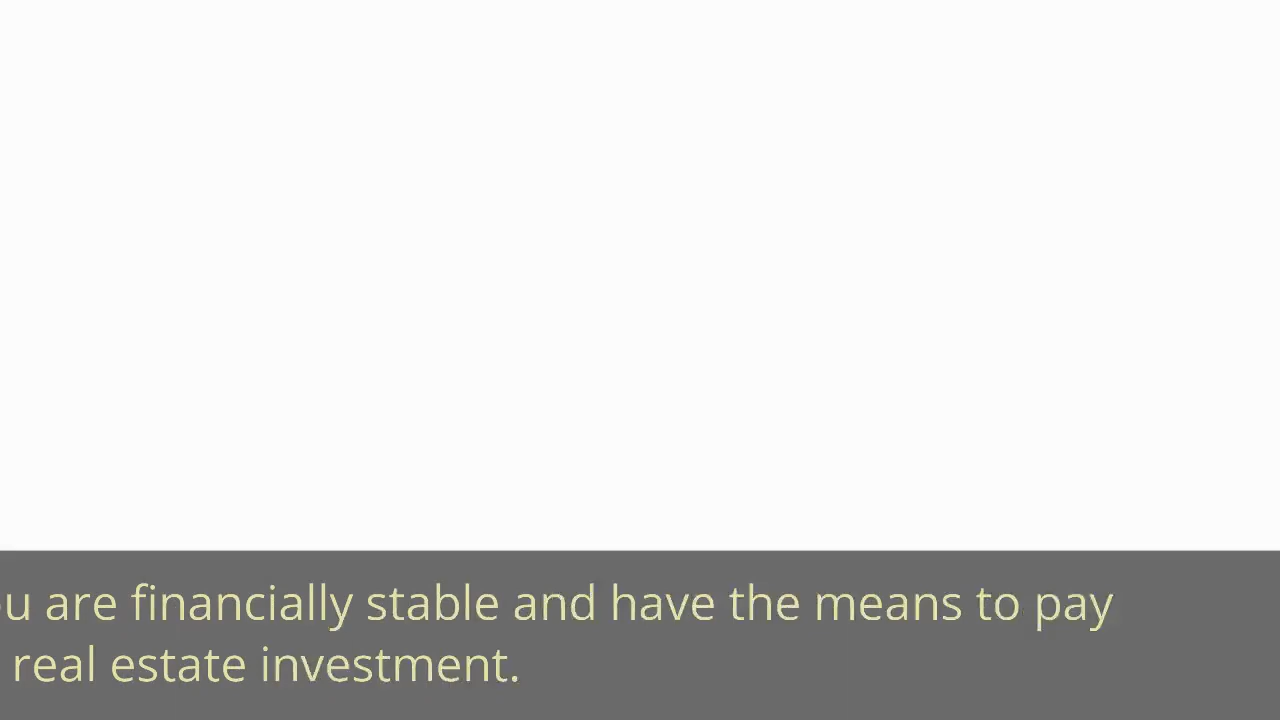 u are financially stable and have the means to pay
real estate investment.